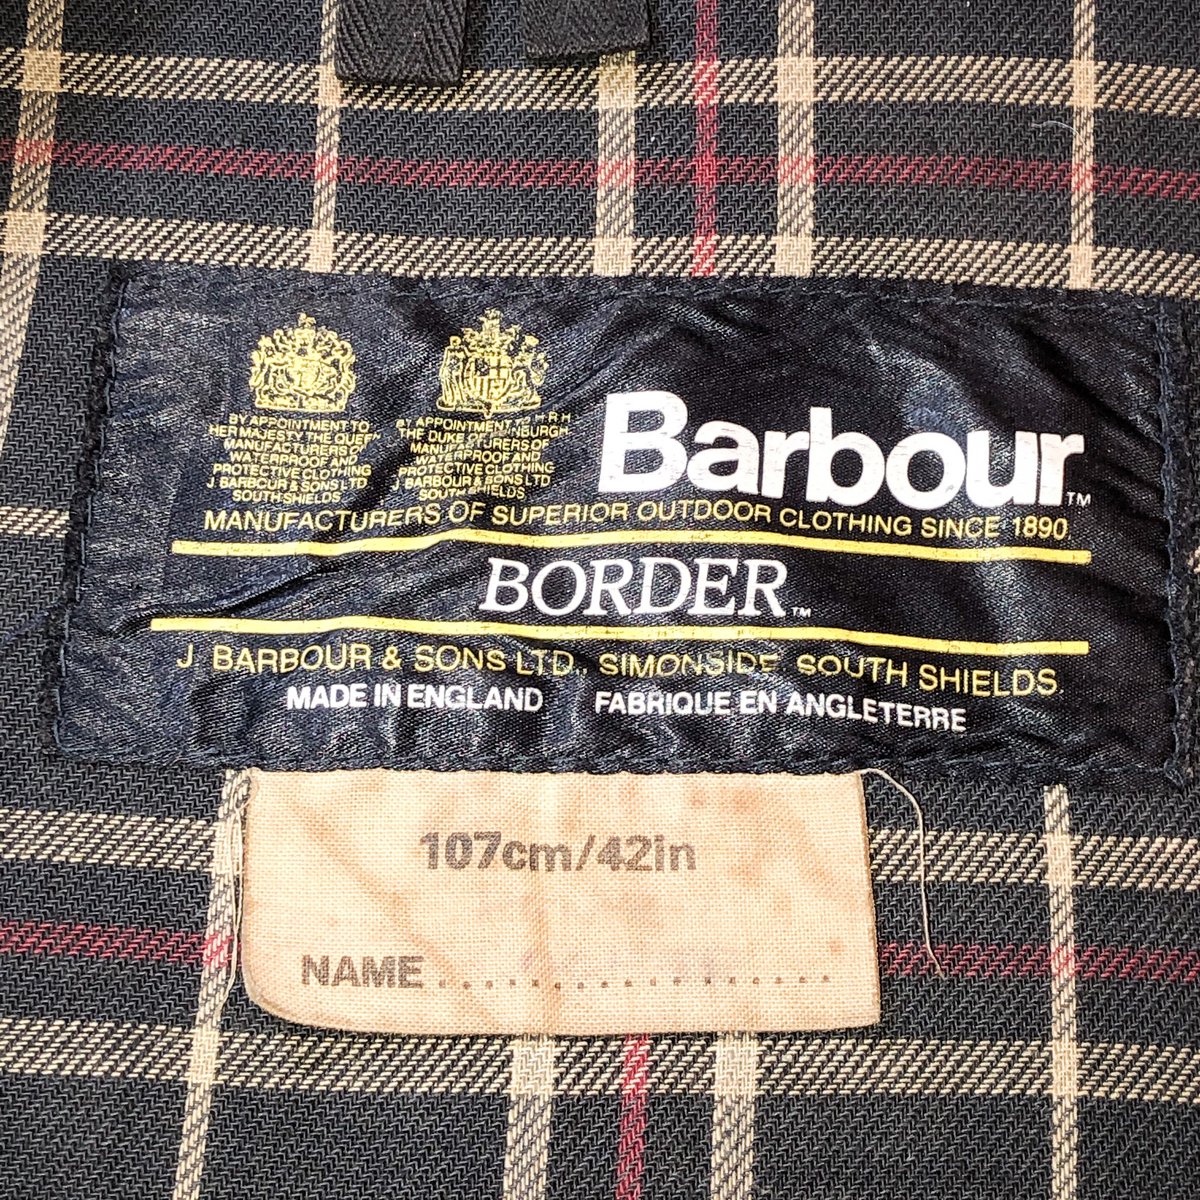 BY APPOINTMENT TO
HER MAJESTY THE QUEEN
MANUFACTURERS OF
WATERPROOF AND
PROTECTIVE CLOTHING
J. BARBOUR & SONS LTD
SOUTH SHIELDS
BY APPOINTMENT H.R.H.
THE DUKE OF EDINBURGH
MANUFACTURERS OF
WATERPROOF AND
PROTECTIVE CLOTHING
J. BARBOUR & SONS LTD
SOUTH SHIELDS
Barbour™
MANUFACTURERS OF SUPERIOR OUTDOOR CLOTHING SINCE 1890
BORDER™
J. BARBOUR & SONS LTD., SIMONSIDE SOUTH SHIELDS.
MADE IN ENGLAND FABRIQUE EN ANGLETERRE
107cm/42in
NAME..................